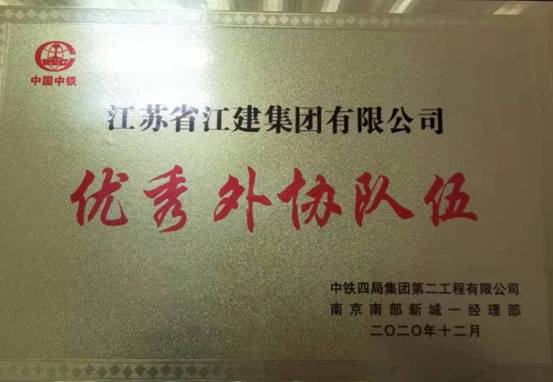 CREC
中国中铁
江苏省江建集团有限公司
优秀外协队伍
中铁四局集团第二工程有限公司
南京南部新城一经理部
二〇二〇年十二月